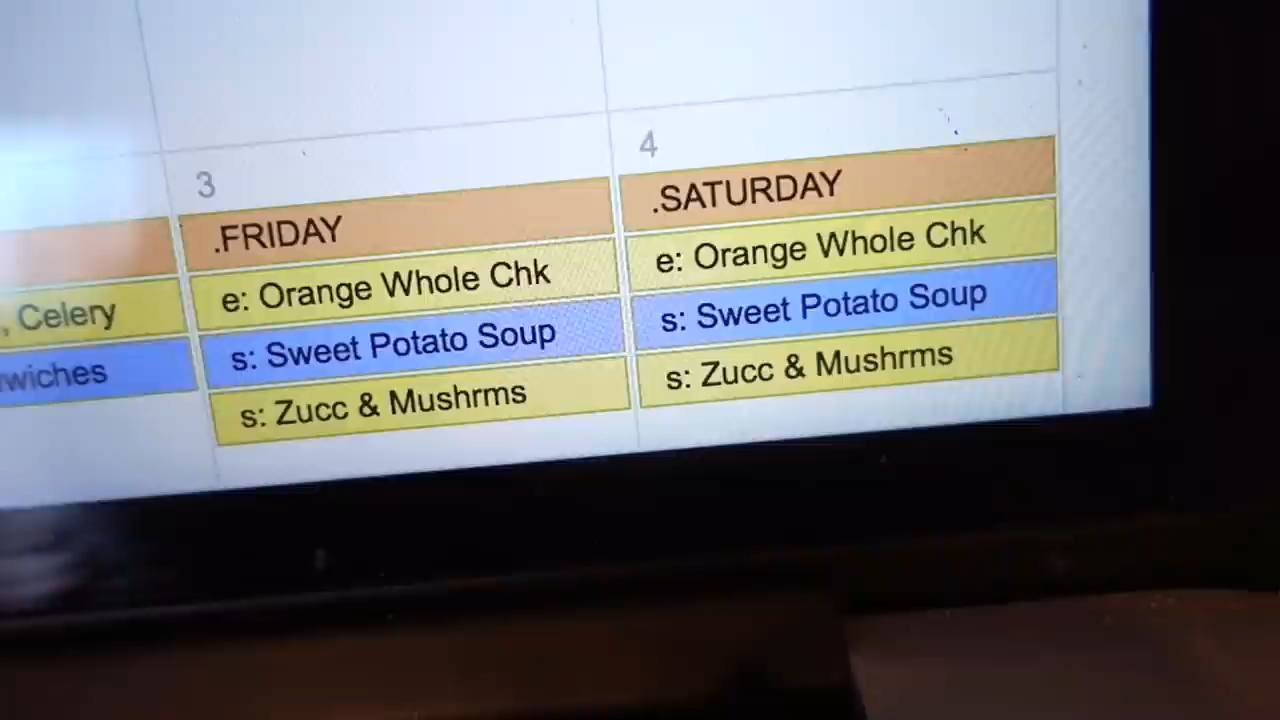 3
4
.FRIDAY
.SATURDAY
e: Orange Whole Chk
e: Orange Whole Chk
, Celery
s: Sweet Potato Soup
s: Sweet Potato Soup
wiches
s: Zucc & Mushrms
s: Zucc & Mushrms